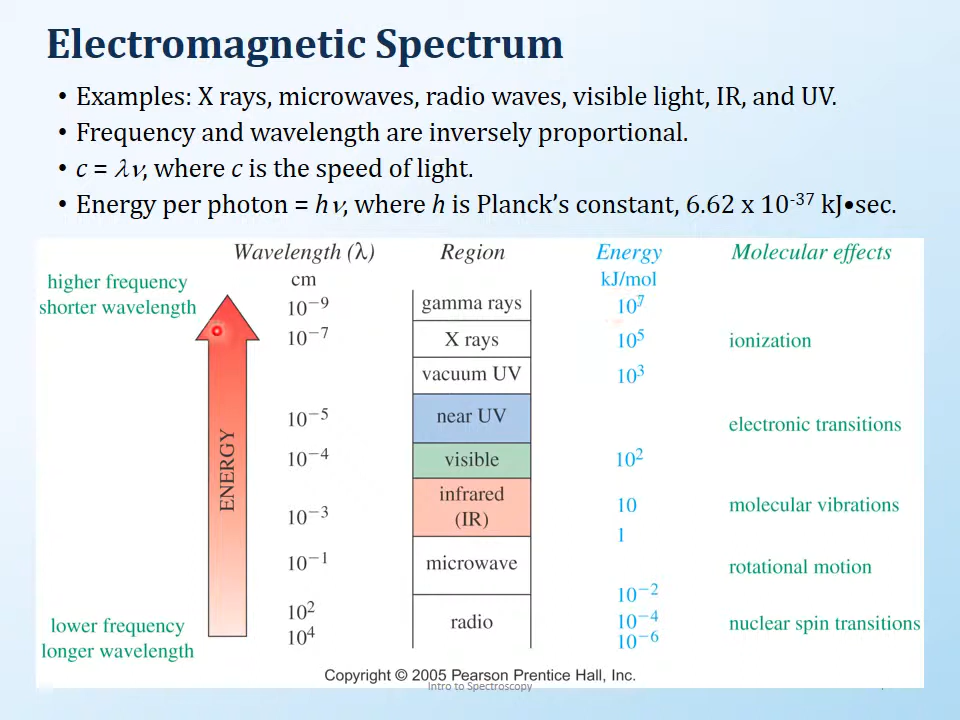 Electromagnetic Spectrum
• Examples: X rays, microwaves, radio waves, visible light, IR, and UV.
• Frequency and wavelength are inversely proportional.
• c = λν, where c is the speed of light.
• Energy per photon = hν, where h is Planck’s constant, 6.62 x 10⁻³⁷ kJ•sec.
Wavelength (λ) Region Energy Molecular effects
cm kJ/mol
higher frequency
shorter wavelength
10⁻⁹ gamma rays 10⁷
10⁻⁷ X rays 10⁵ ionization
vacuum UV 10³
10⁻⁵ near UV electronic transitions
ENERGY
10⁻⁴ visible 10²
infrared
(IR)
10⁻³ 10 molecular vibrations
1
10⁻¹ microwave rotational motion
10⁻²
10² radio 10⁻⁴ nuclear spin transitions
10⁴ 10⁻⁶
lower frequency
longer wavelength
Copyright © 2005 Pearson Prentice Hall, Inc.
Intro to Spectroscopy